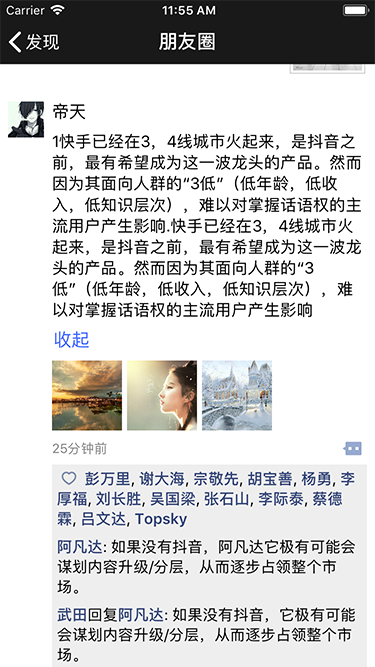 Carrier 11:55 AM
发现 朋友圈
帝天
1快手已经在3，4线城市火起来，是抖音之
前，最有希望成为这一波龙头的产品。然而
因为其面向人群的“3低”（低年龄，低收
入，低知识层次），难以对掌握话语权的主
流用户产生影响.快手已经在3，4线城市火
起来，是抖音之前，最有希望成为这一波龙
头的产品。然而因为其面向人群的“3
低”（低年龄，低收入，低知识层次），难
以对掌握话语权的主流用户产生影响
收起
25分钟前
彭万里, 谢大海, 宗敬先, 胡宝善, 杨勇, 李
厚福, 刘长胜, 吴国梁, 张石山, 李际泰, 蔡德
霖, 吕文达, Topsky
阿凡达: 如果没有抖音，阿凡达它极有可能会
谋划内容升级/分层，从而逐步占领整个市
场。
武田回复阿凡达: 如果没有抖音，它极有可能
会谋划内容升级/分层，从而逐步占领整个市
场。